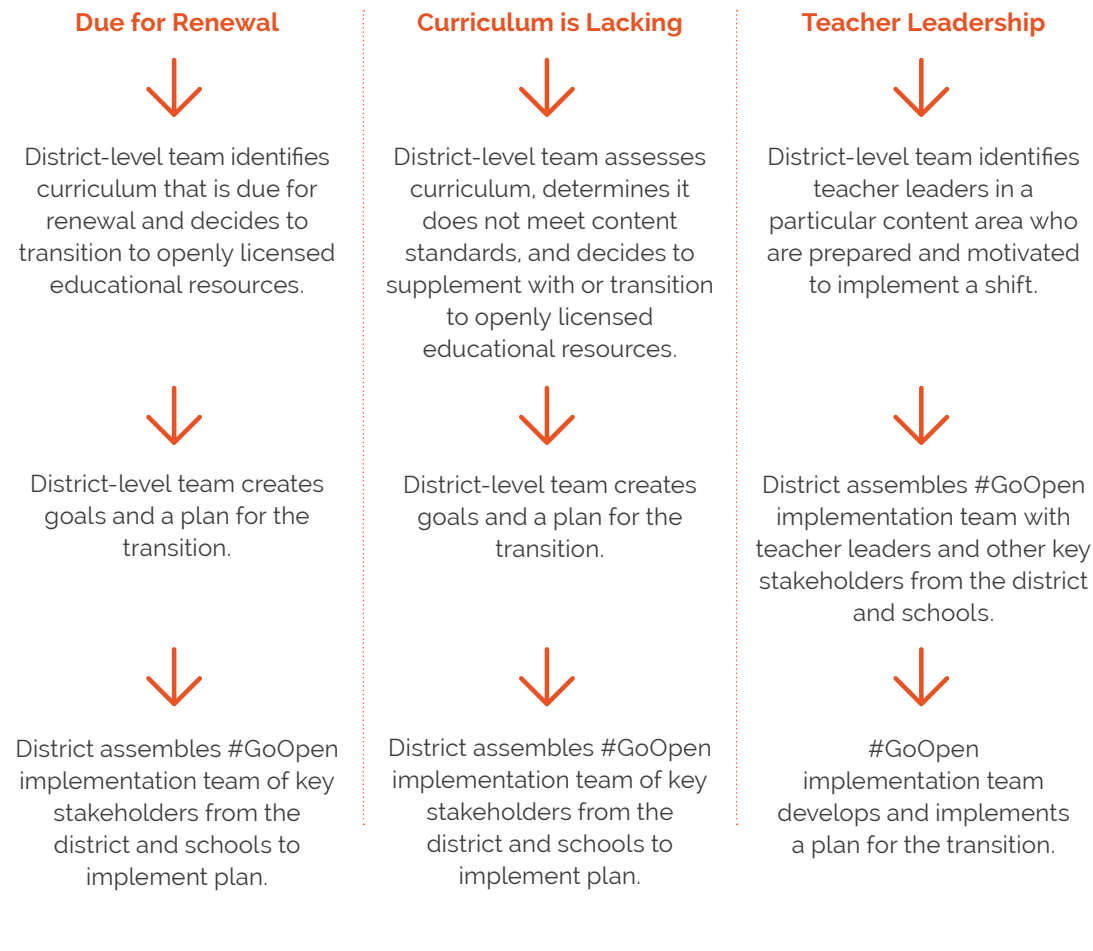 Due for Renewal
District-level team identifies
curriculum that is due for
renewal and decides to
transition to openly licensed
educational resources.
District-level team creates
goals and a plan for the
transition.
District assembles #GoOpen
implementation team of key
stakeholders from the
district and schools to
implement plan.
Curriculum is Lacking
District-level team assesses
curriculum, determines it
does not meet content
standards, and decides to
supplement with or transition
to openly licensed
educational resources.
District-level team creates
goals and a plan for the
transition.
District assembles #GoOpen
implementation team of key
stakeholders from the
district and schools to
implement plan.
Teacher Leadership
District-level team identifies
teacher leaders in a
particular content area who
are prepared and motivated
to implement a shift.
District assembles #GoOpen
implementation team with
teacher leaders and other key
stakeholders from the district
and schools.
#GoOpen
implementation team
develops and implements
a plan for the transition.